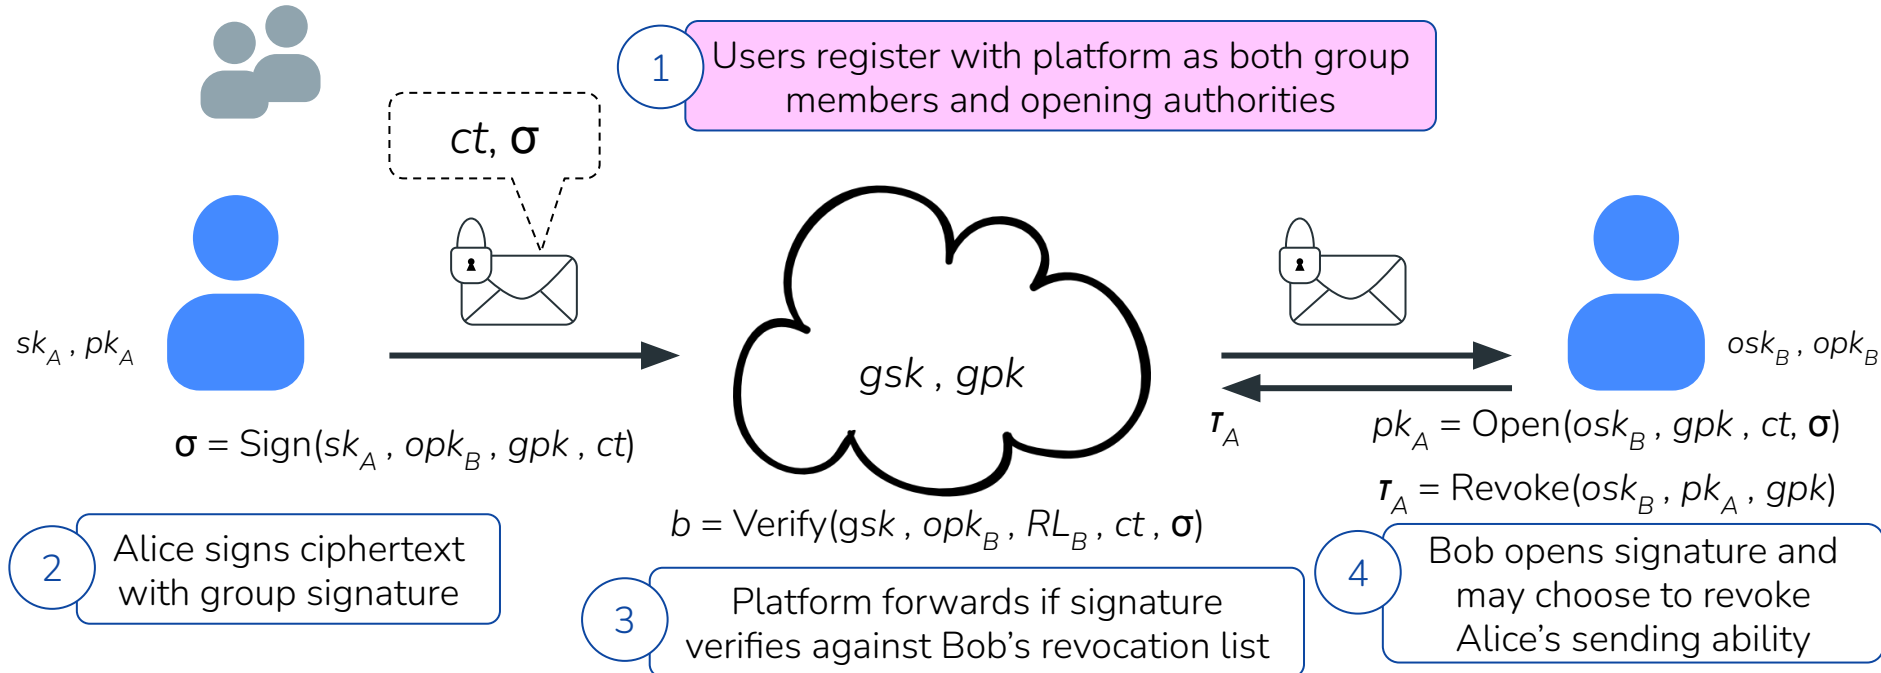 1
Users register with platform as both group
members and opening authorities
ct, σ
sk_A , pk_A
gsk , gpk
osk_B , opk_B
σ = Sign(sk_A , opk_B , gpk , ct)
τ_A
pk_A = Open(osk_B , gpk , ct, σ)
τ_A = Revoke(osk_B , pk_A , gpk)
b = Verify(gsk , opk_B , RL_B , ct , σ)
2
Alice signs ciphertext
with group signature
3
Platform forwards if signature
verifies against Bob’s revocation list
4
Bob opens signature and
may choose to revoke
Alice’s sending ability